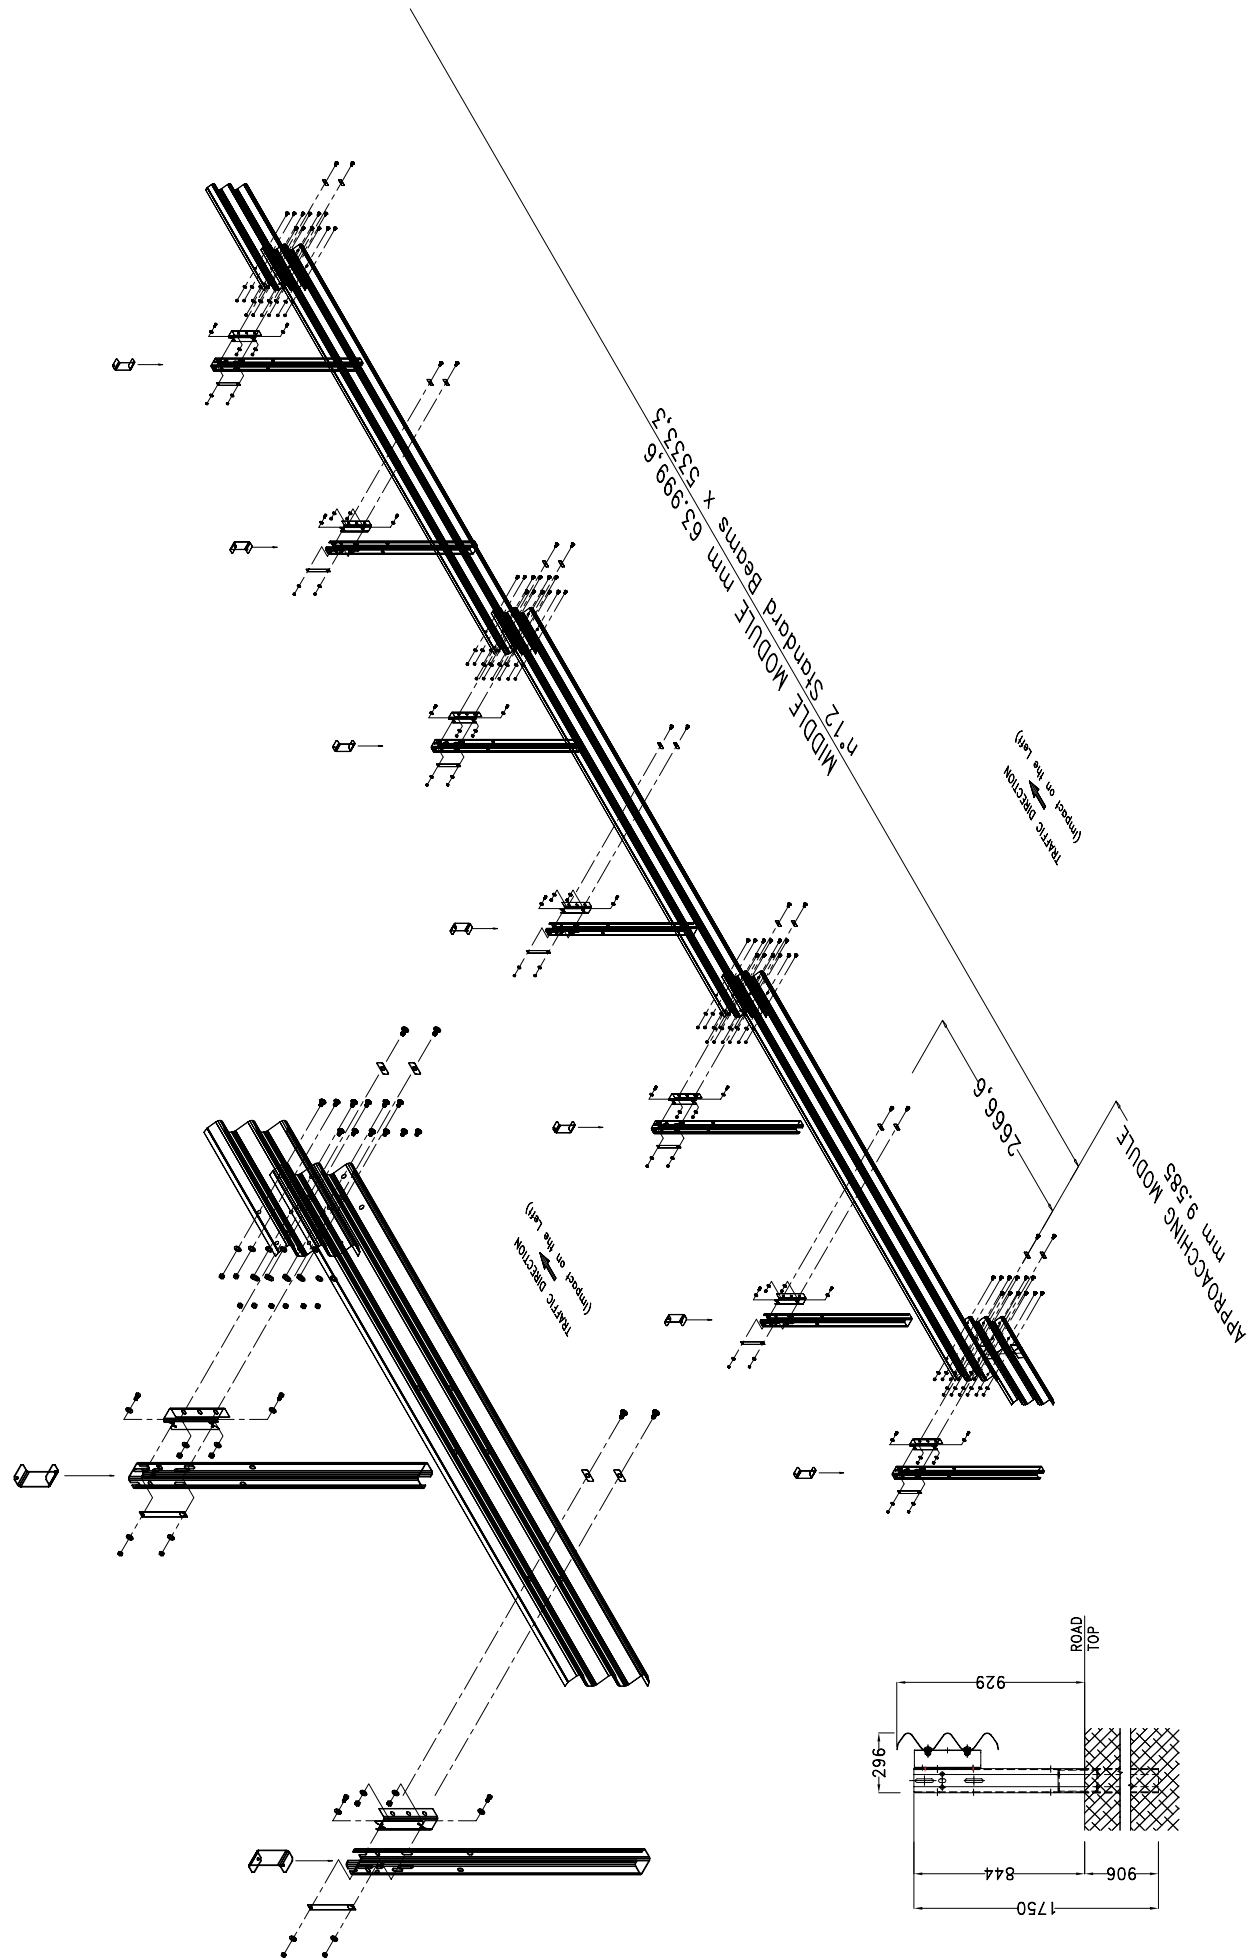 MIDDLE MODULE mm 63.999,6
n°12 Standard Beams x 5333,3
TRAFFIC DIRECTION
(Impact on the Left)
2666,6
APPROACCHING MODULE
mm 9.585
TRAFFIC DIRECTION
(Impact on the Left)
ROAD
TOP
929
296
844
906
1750